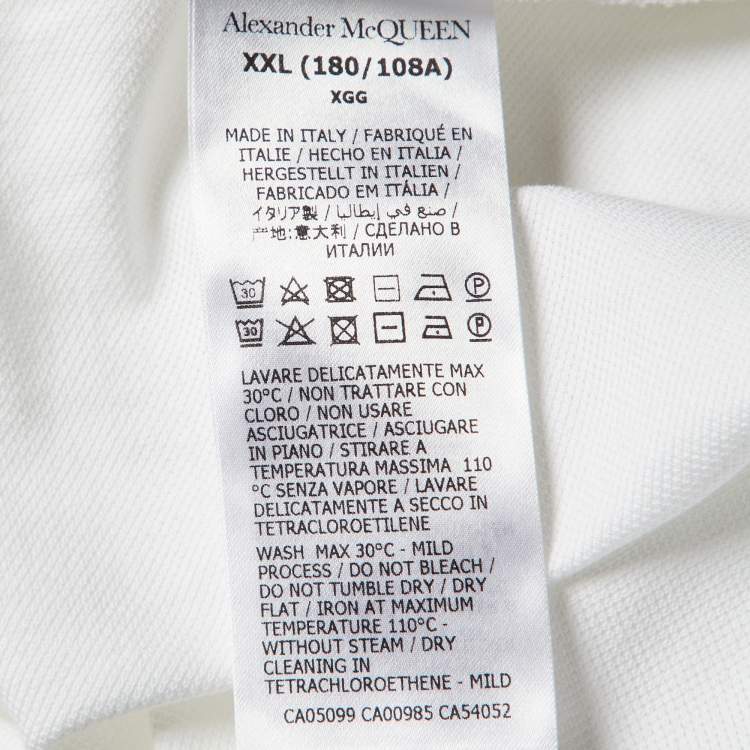 Alexander McQUEEN
XXL (180/108A)
XGG
MADE IN ITALY / FABRIQUÉ EN
ITALIE / HECHO EN ITALIA /
HERGESTELLT IN ITALIEN /
FABRICADO EM ITÁLIA /
イタリア製 / صنع في إيطاليا /
产地:意大利 / СДЕЛАНО В
ИТАЛИИ
30 P
30 P
LAVARE DELICATAMENTE MAX
30°C / NON TRATTARE CON
CLORO / NON USARE
ASCIUGATRICE / ASCIUGARE
IN PIANO / STIRARE A
TEMPERATURA MASSIMA 110
°C SENZA VAPORE / LAVARE
DELICATAMENTE A SECCO IN
TETRACLOROETILENE
WASH MAX 30°C - MILD
PROCESS / DO NOT BLEACH /
DO NOT TUMBLE DRY / DRY
FLAT / IRON AT MAXIMUM
TEMPERATURE 110°C -
WITHOUT STEAM / DRY
CLEANING IN
TETRACHLOROETHENE - MILD
CA05099 CA00985 CA54052